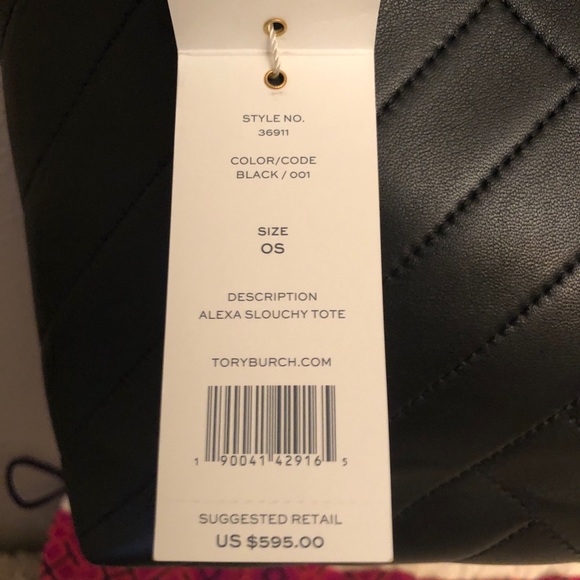 STYLE NO.
36911
COLOR/CODE
BLACK / 001
SIZE
OS
DESCRIPTION
ALEXA SLOUCHY TOTE
TORYBURCH.COM
1 90041 42916 5
SUGGESTED RETAIL
US $595.00